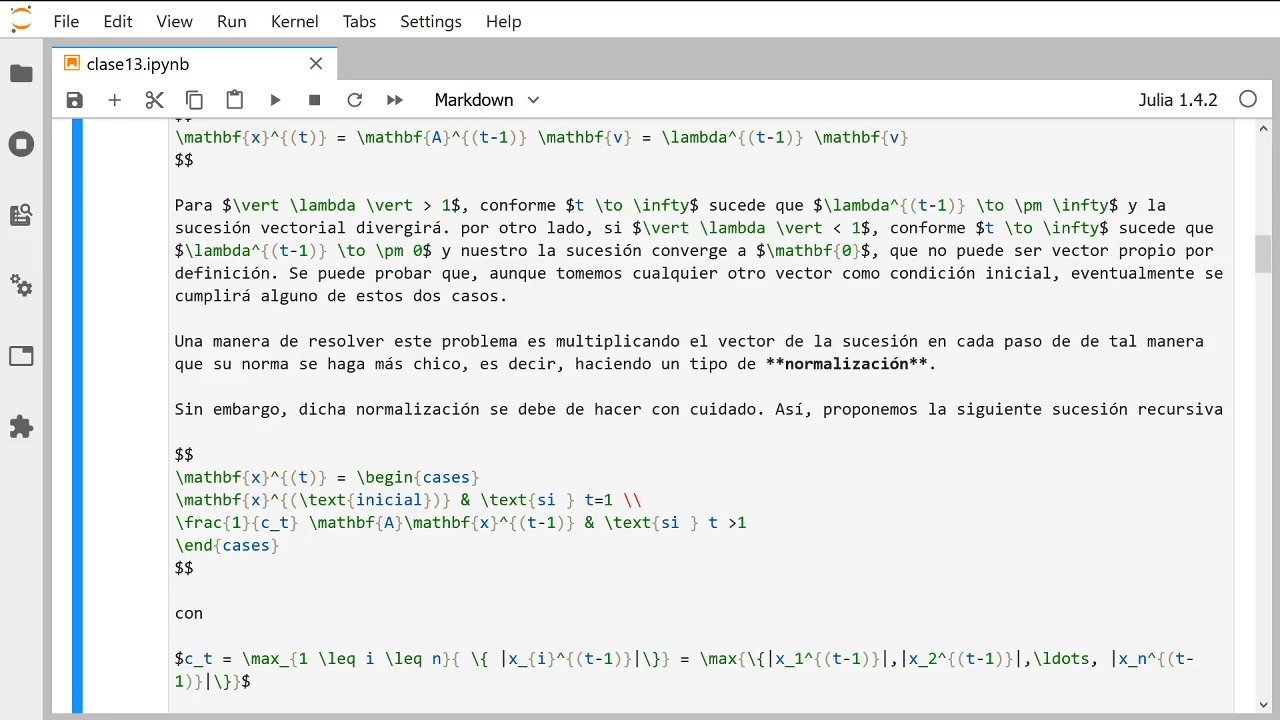 File Edit View Run Kernel Tabs Settings Help
clase13.ipynb
Markdown
Julia 1.4.2
$$
\mathbf{x}^{(t)} = \mathbf{A}^{(t-1)} \mathbf{v} = \lambda^{(t-1)} \mathbf{v}
$$
Para $\vert \lambda \vert > 1$, conforme $t \to \infty$ sucede que $\lambda^{(t-1)} \to \pm \infty$ y la
sucesión vectorial divergirá. por otro lado, si $\vert \lambda \vert < 1$, conforme $t \to \infty$ sucede que
$\lambda^{(t-1)} \to \pm 0$ y nuestro la sucesión converge a $\mathbf{0}$, que no puede ser vector propio por
definición. Se puede probar que, aunque tomemos cualquier otro vector como condición inicial, eventualmente se
cumplirá alguno de estos dos casos.
Una manera de resolver este problema es multiplicando el vector de la sucesión en cada paso de de tal manera
que su norma se haga más chico, es decir, haciendo un tipo de **normalización**.
Sin embargo, dicha normalización se debe de hacer con cuidado. Así, proponemos la siguiente sucesión recursiva
$$
\mathbf{x}^{(t)} = \begin{cases}
\mathbf{x}^{(\text{inicial})} & \text{si } t=1 \\
\frac{1}{c_t} \mathbf{A}\mathbf{x}^{(t-1)} & \text{si } t >1
\end{cases}
$$
con
$c_t = \max_{1 \leq i \leq n}{ \{ |x_{i}^{(t-1)}|\}} = \max{\{|x_1^{(t-1)}|,|x_2^{(t-1)}|,\ldots, |x_n^{(t-
1)}|\}}$